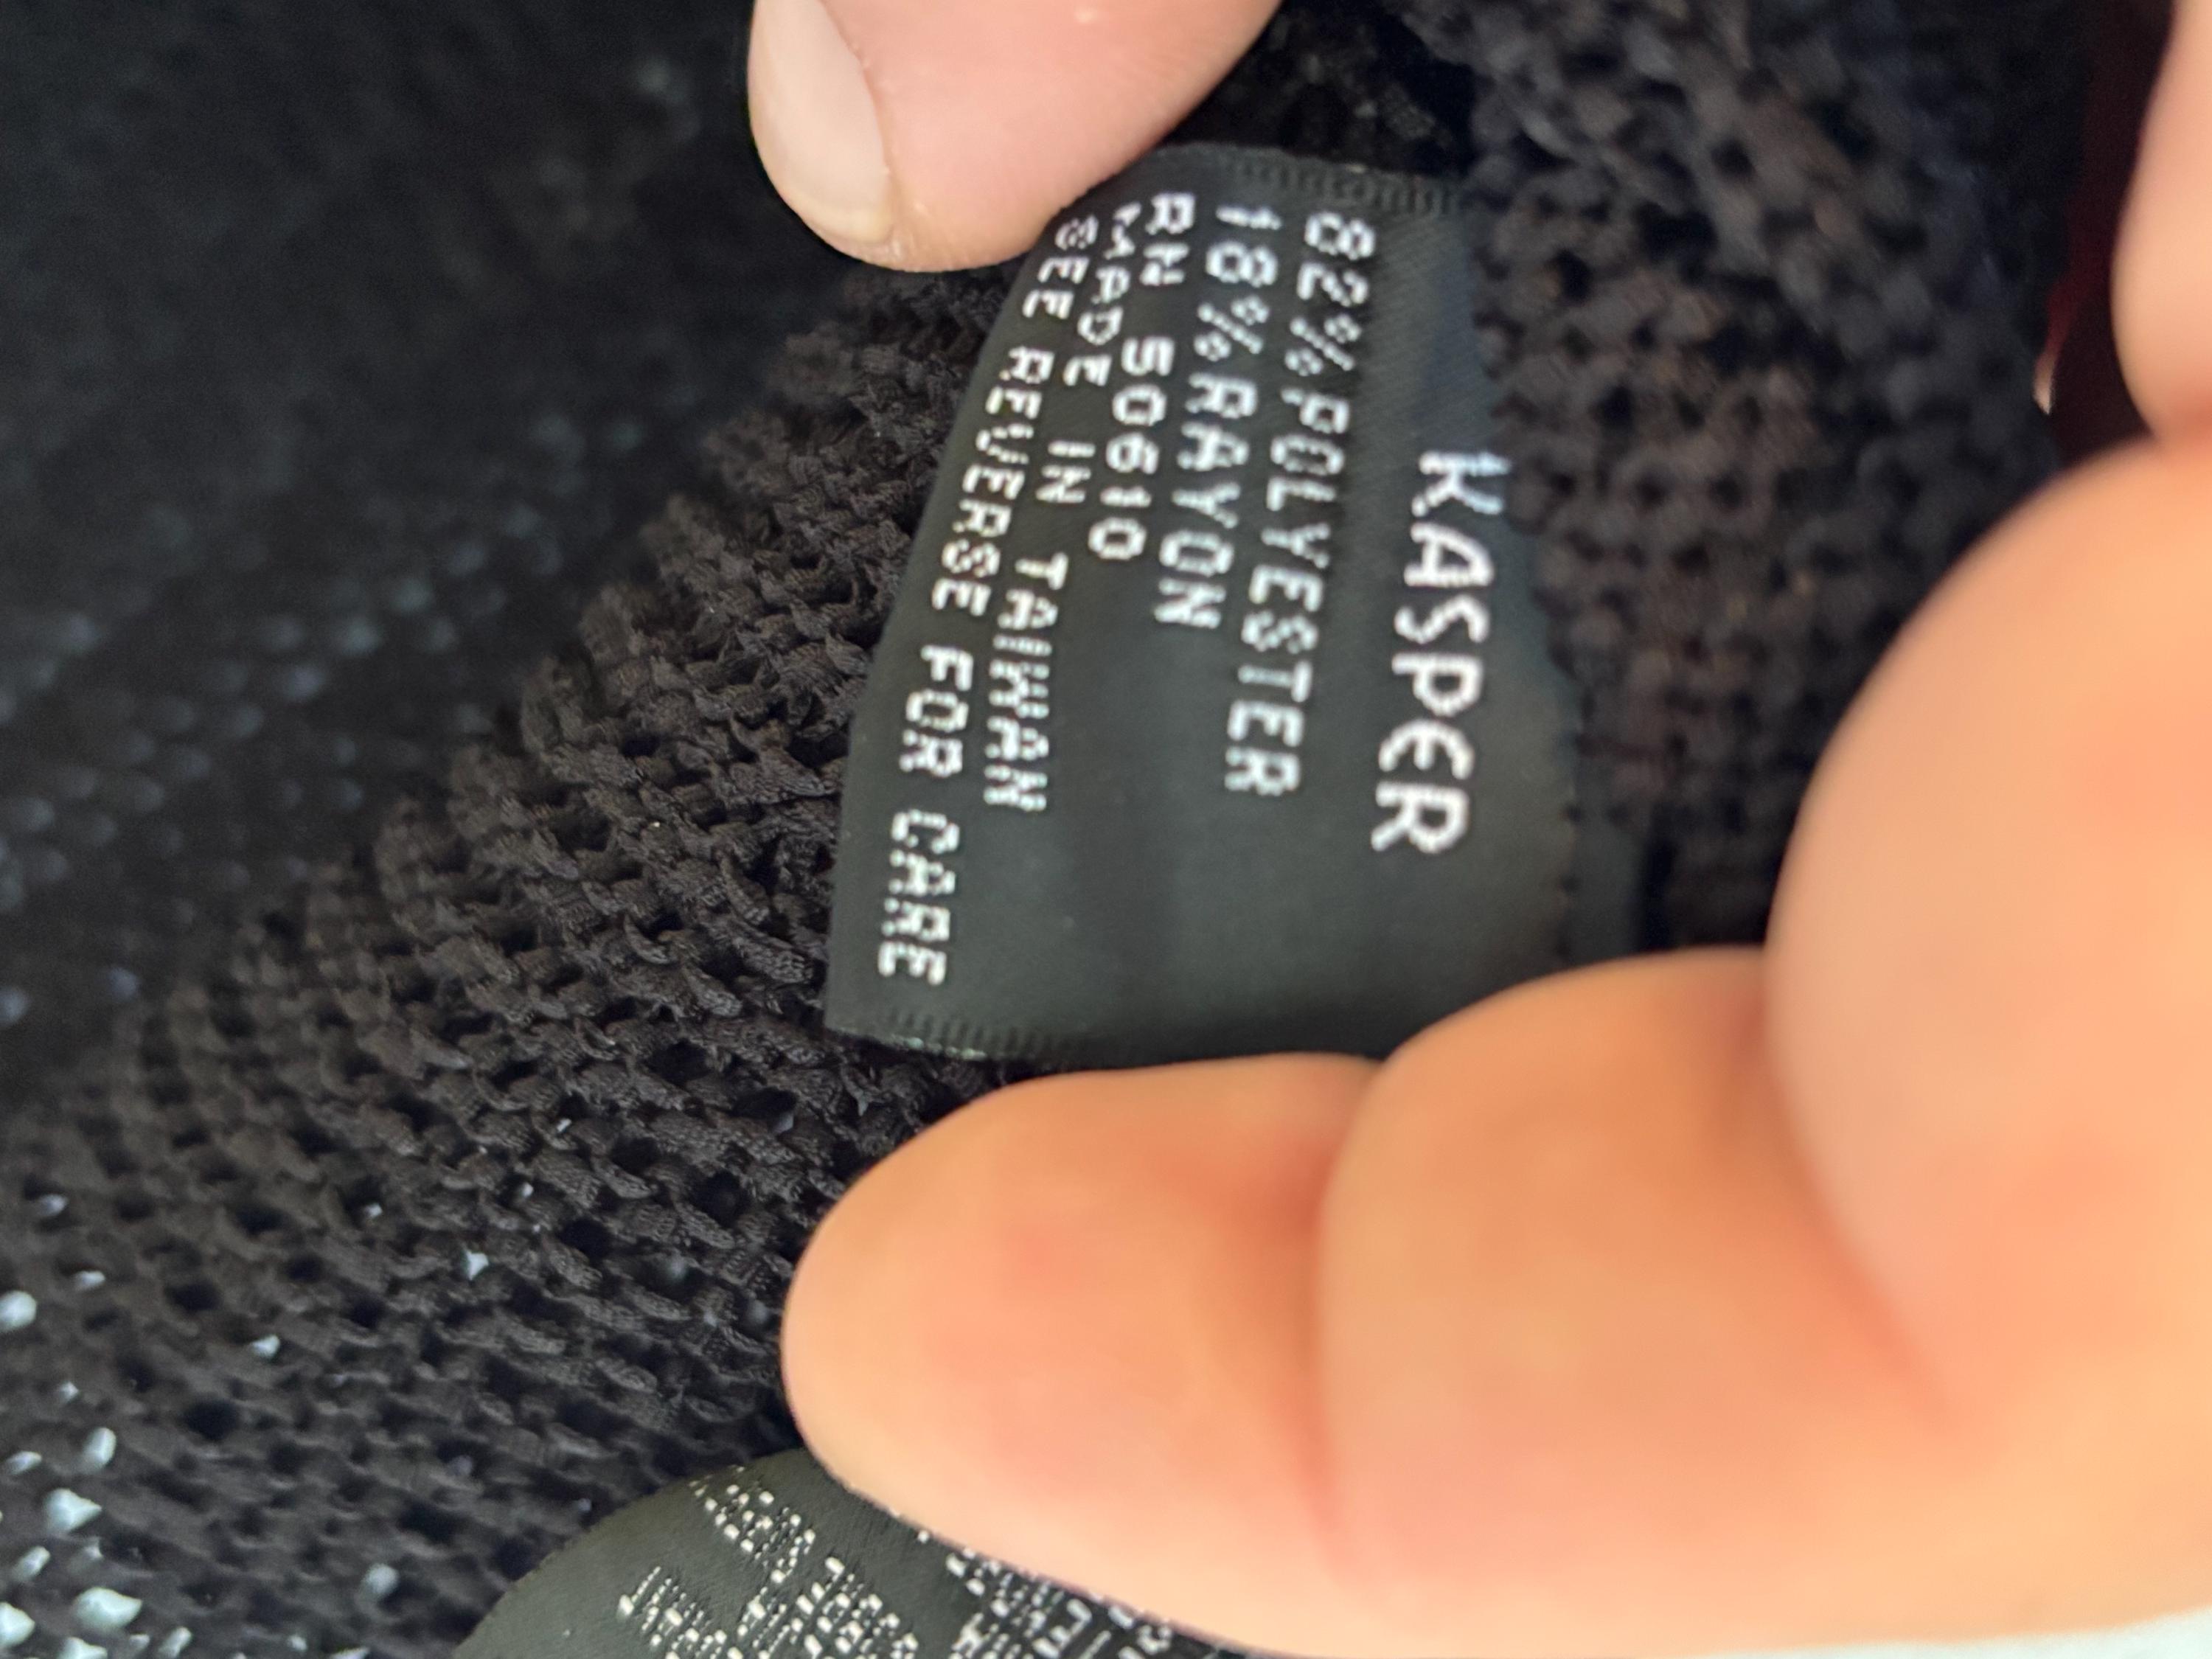 KASPER
82%POLYESTER
18%RAYON
RN 50610
MADE IN TAIWAN
SEE REVERSE FOR CARE